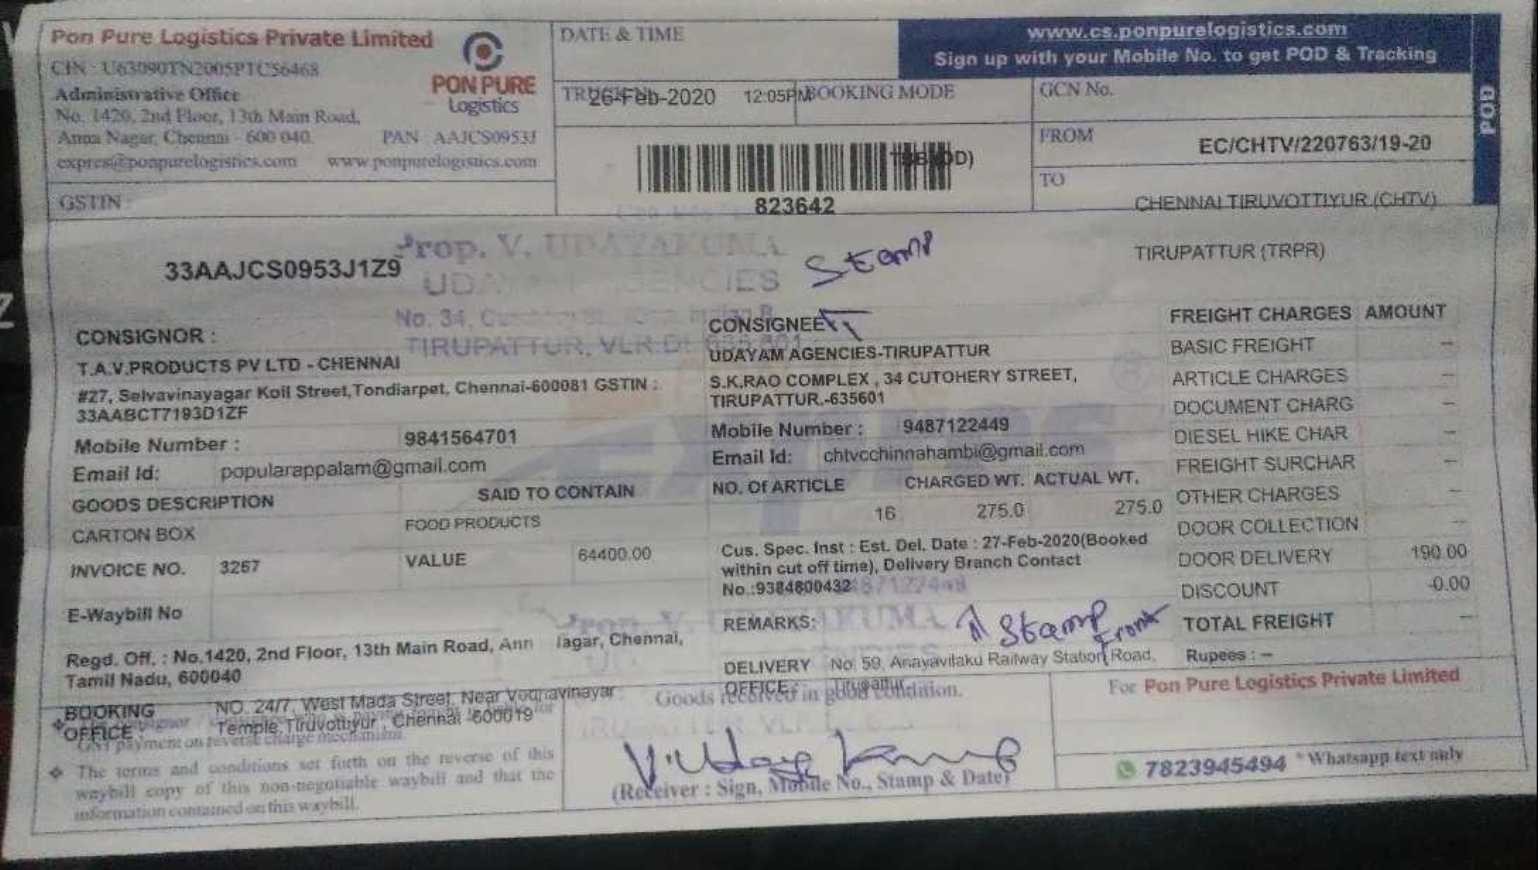 Pon Pure Logistics Private Limited
CIN : U63090TN2005PTC56468
Administrative Office
No. 1420, 2nd Floor, 13th Main Road,
Anna Nagar, Chennai - 600 040. PAN AAJCS0953J
expres@ponpurelogistics.com www.ponpurelogistics.com
PON PURE
Logistics
GSTIN :
33AAJCS0953J1Z9
DATE & TIME
26-Feb-2020 12:05PM
BOOKING MODE
823642
www.cs.ponpurelogistics.com
Sign up with your Mobile No. to get POD & Tracking
POD
GCN No.
FROM
EC/CHTV/220763/19-20
TO
CHENNAI TIRUVOTTIYUR (CHTV)
TIRUPATTUR (TRPR)
Prop. V. UDAYAKUMA
No. 34,
TIRUPATTUR, VLR.Dt. 635 601
Stamp
CONSIGNOR :
T.A.V.PRODUCTS PV LTD - CHENNAI
#27, Selvavinayagar Koil Street,Tondiarpet, Chennai-600081 GSTIN :
33AABCT7193D1ZF
Mobile Number : 9841564701
Email Id: popularappalam@gmail.com
CONSIGNEE
UDAYAM AGENCIES-TIRUPATTUR
S.K.RAO COMPLEX , 34 CUTOHERY STREET,
TIRUPATTUR.-635601
Mobile Number : 9487122449
Email Id: chtvcchinnahambi@gmail.com
GOODS DESCRIPTION SAID TO CONTAIN NO. Of ARTICLE CHARGED WT. ACTUAL WT.
CARTON BOX FOOD PRODUCTS 16 275.0 275.0
INVOICE NO. 3267 VALUE 64400.00
E-Waybill No
Cus. Spec. Inst : Est. Del. Date : 27-Feb-2020(Booked
within cut off time), Delivery Branch Contact
No.:9384800432
REMARKS:
Stamp
Front
DELIVERY No. 59, Anayavilaku Railway Station Road,
OFFICE : Tirupattur
FREIGHT CHARGES AMOUNT
BASIC FREIGHT --
ARTICLE CHARGES --
DOCUMENT CHARG --
DIESEL HIKE CHAR --
FREIGHT SURCHAR --
OTHER CHARGES --
DOOR COLLECTION --
DOOR DELIVERY 190.00
DISCOUNT -0.00
TOTAL FREIGHT --
Rupees : --
Regd. Off. : No.1420, 2nd Floor, 13th Main Road, Ann Nagar, Chennai,
Tamil Nadu, 600040
BOOKING NO. 24/7, West Mada Street, Near Vodhavinayar
OFFICE : Temple,Tiruvottiyur , Chennai -600019
GST payment on reverse charge mechanism.
The terms and conditions set forth on the reverse of this
waybill copy of this non-negotiable waybill and that the
information contained on this waybill.
Goods received in good condition.
V. Uday Kump
(Receiver : Sign, Mobile No., Stamp & Date)
For Pon Pure Logistics Private Limited
7823945494 * Whatsapp text only